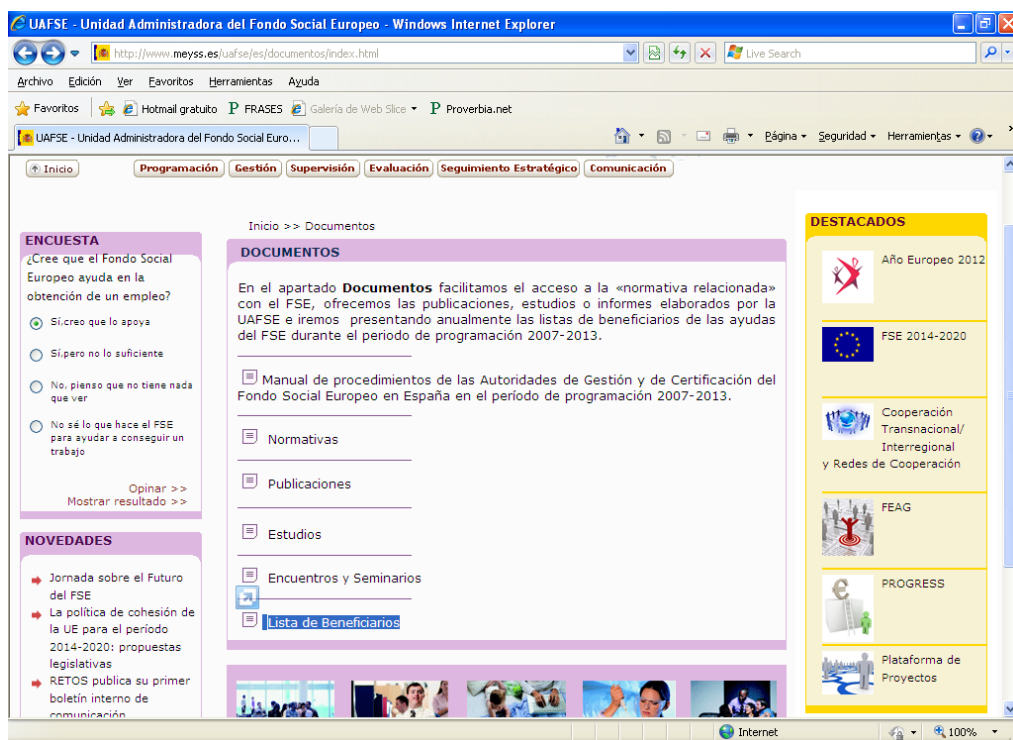 UAFSE - Unidad Administradora del Fondo Social Europeo - Windows Internet Explorer
http://www.meyss.es/uafse/es/documentos/index.html
Live Search
Archivo Edición Ver Favoritos Herramientas Ayuda
Favoritos Hotmail gratuito FRASES Galería de Web Slice Proverbia.net
UAFSE - Unidad Administradora del Fondo Social Euro...
Página Seguridad Herramientas
Inicio Programación Gestión Supervisión Evaluación Seguimiento Estratégico Comunicación
Inicio >> Documentos
ENCUESTA
¿Cree que el Fondo Social
Europeo ayuda en la
obtención de un empleo?
Sí,creo que lo apoya
Sí,pero no lo suficiente
No, pienso que no tiene nada
que ver
No sé lo que hace el FSE
para ayudar a conseguir un
trabajo
Opinar >>
Mostrar resultado >>
NOVEDADES
Jornada sobre el Futuro
del FSE
La política de cohesión de
la UE para el período
2014-2020: propuestas
legislativas
RETOS publica su primer
boletín interno de
comunicación
DOCUMENTOS
En el apartado Documentos facilitamos el acceso a la «normativa relacionada»
con el FSE, ofrecemos las publicaciones, estudios o informes elaborados por la
UAFSE e iremos presentando anualmente las listas de beneficiarios de las ayudas
del FSE durante el periodo de programación 2007-2013.
Manual de procedimientos de las Autoridades de Gestión y de Certificación del
Fondo Social Europeo en España en el período de programación 2007-2013.
Normativas
Publicaciones
Estudios
Encuentros y Seminarios
Lista de Beneficiarios
DESTACADOS
Año Europeo 2012
FSE 2014-2020
Cooperación
Transnacional/
Interregional
y Redes de Cooperación
FEAG
PROGRESS
Plataforma de
Proyectos
Internet
100%